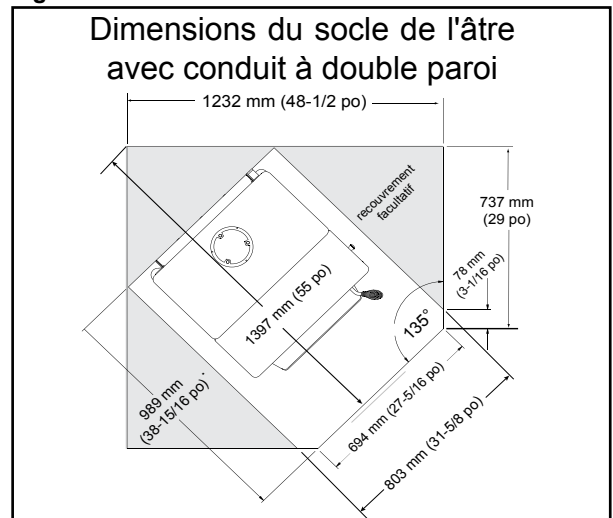 Dimensions du socle de l'âtre
avec conduit à double paroi
1232 mm (48-1/2 po)
recouvrement
facultatif
737 mm
(29 po)
78 mm
(3-1/16 po)
1397 mm (55 po)
135°
989 mm
(38-15/16 po)*
694 mm (27-5/16 po)
803 mm (31-5/8 po)